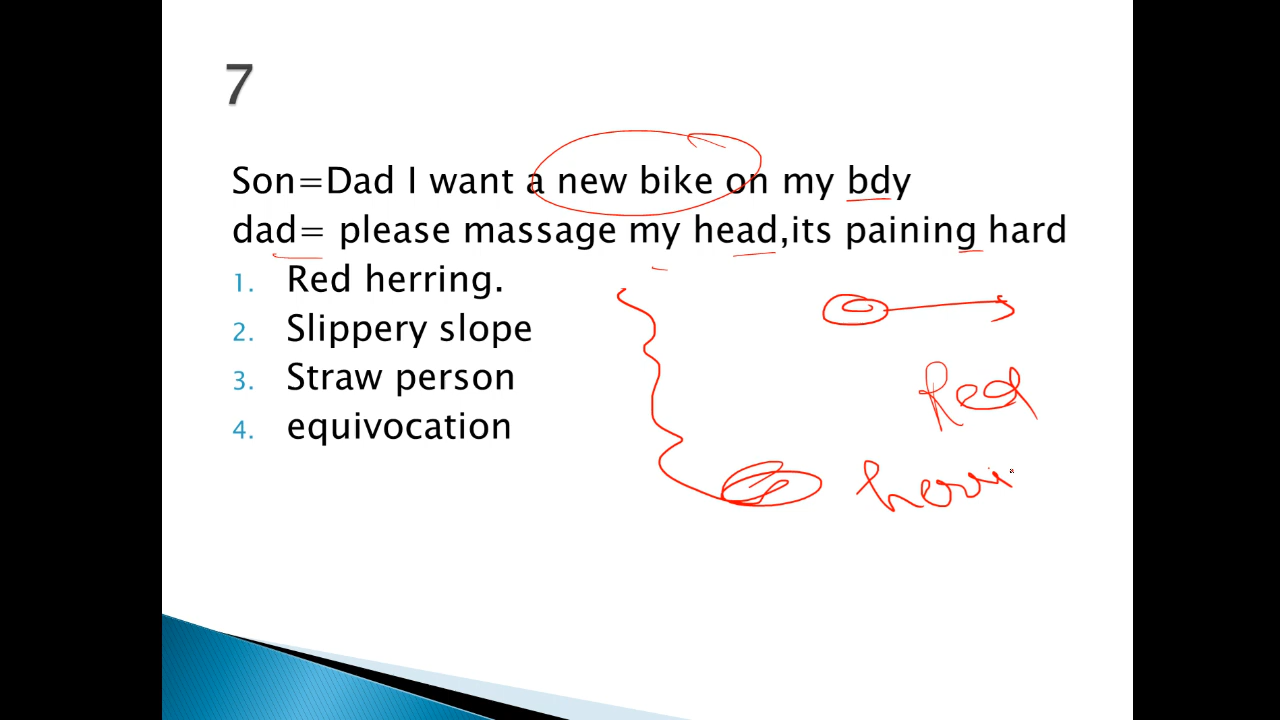 7
Son=Dad I want a new bike on my bdy
dad= please massage my head,its paining hard
1. Red herring.
2. Slippery slope
3. Straw person
4. equivocation
Red